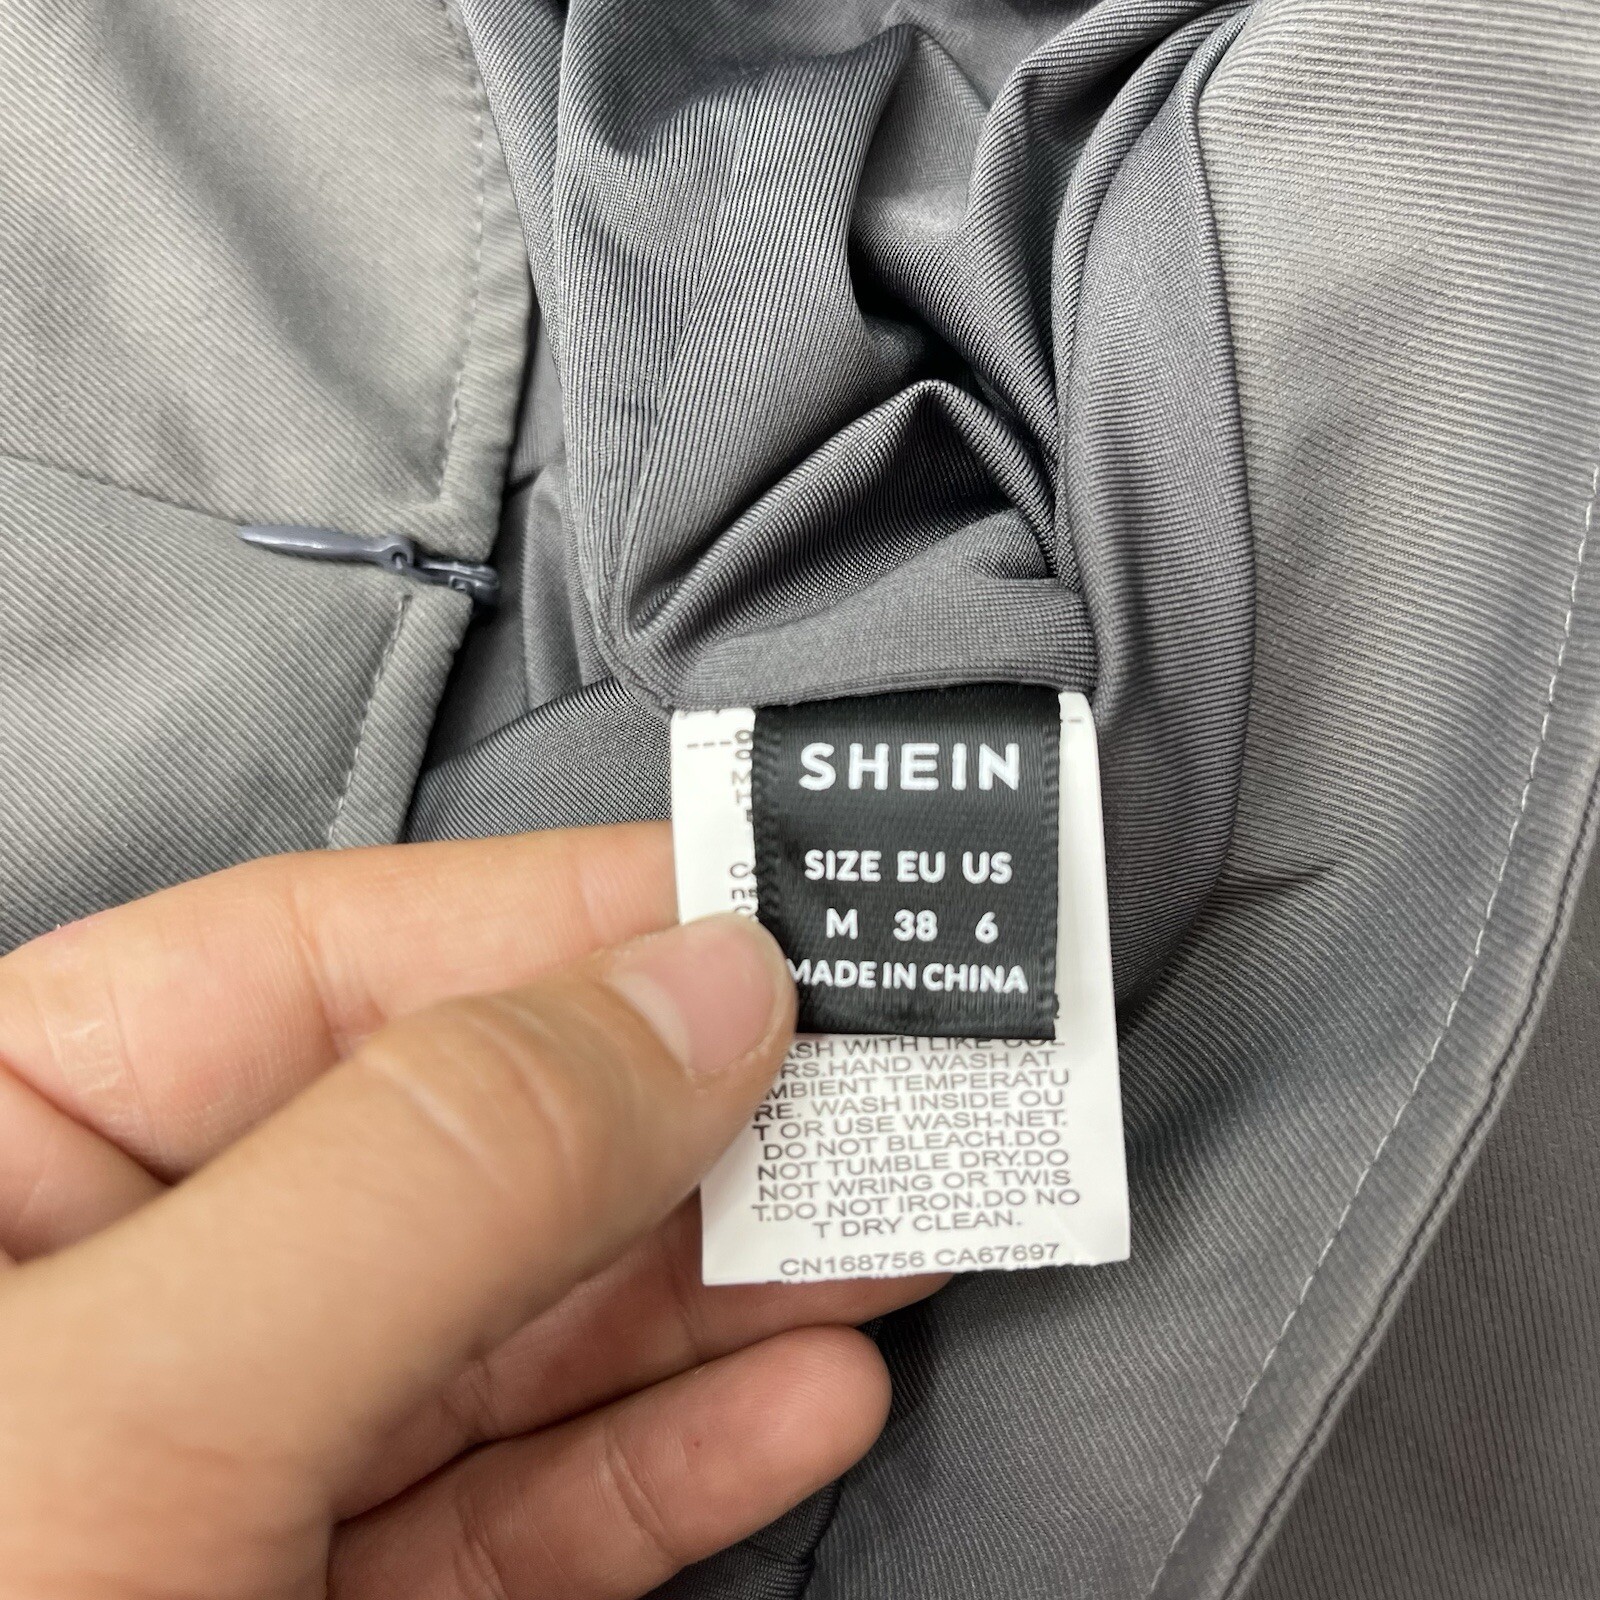 SHEIN
SIZE EU US
M 38 6
MADE IN CHINA
WITH LIKE
RS.HAND WASH AT
MBIENT TEMPERATU
RE. WASH INSIDE OU
T OR USE WASH-NET.
DO NOT BLEACH.DO
NOT TUMBLE DRY.DO
NOT WRING OR TWIS
T.DO NOT IRON.DO NO
T DRY CLEAN.
CN168756 CA67697